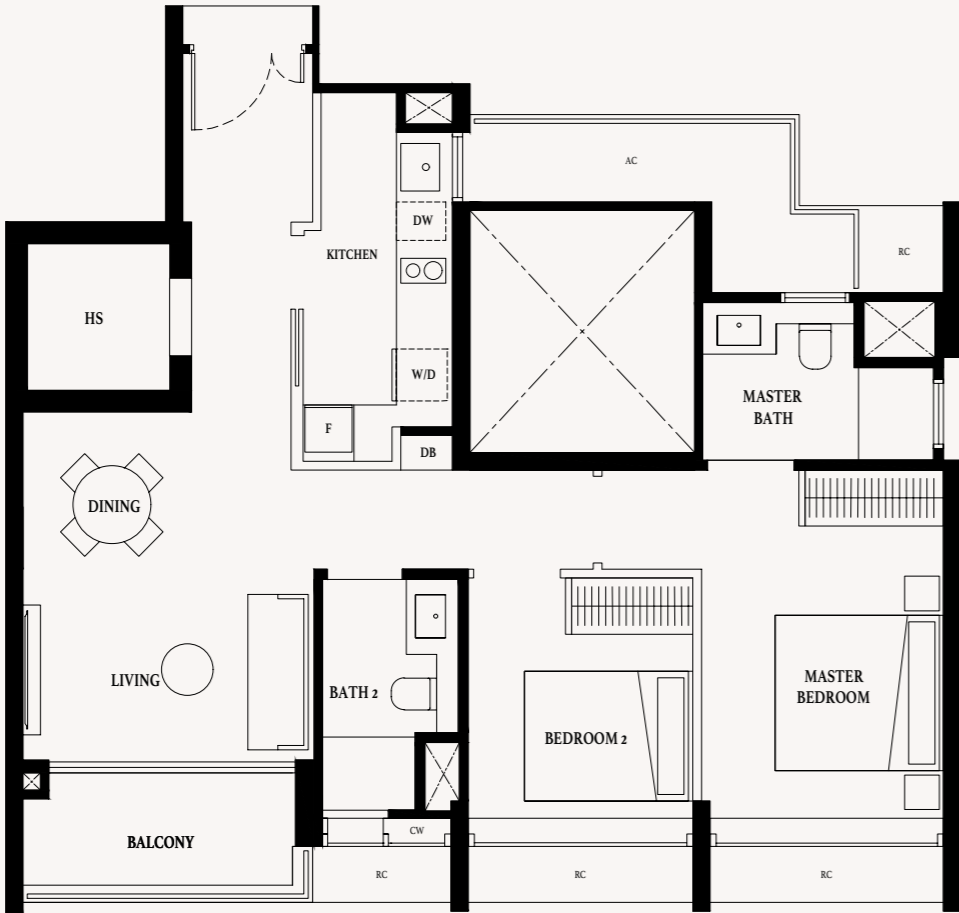 AC
DW
KITCHEN
RC
HS
W/D
MASTER
BATH
F
DB
DINING
LIVING
BATH 2
MASTER
BEDROOM
BEDROOM 2
BALCONY
CW
RC
RC
RC